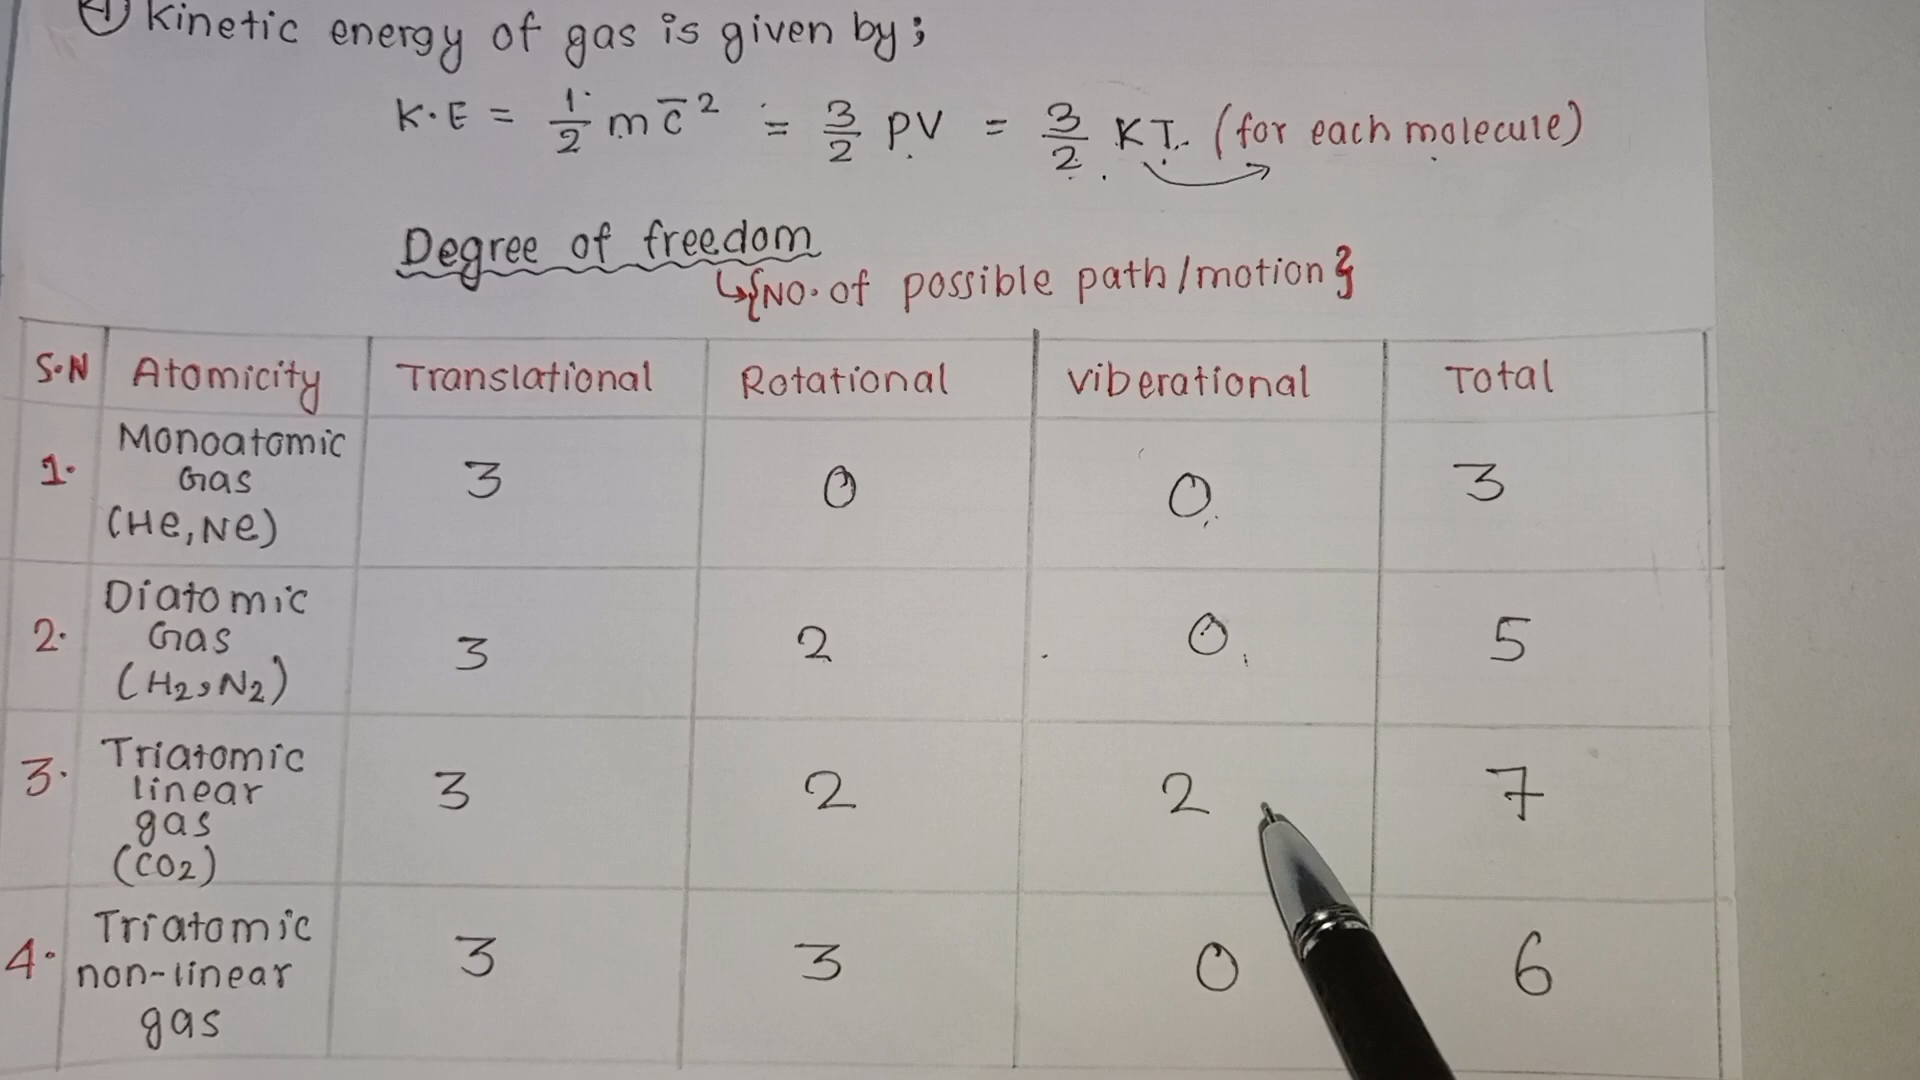 ④ Kinetic energy of gas is given by;
K.E = 1/2 m c̅² = 3/2 PV = 3/2 KT (for each molecule)
Degree of freedom
↳{No. of possible path/motion}
S.N Atomicity Translational Rotational Viberational Total
1. Monoatomic Gas (He, Ne) 3 0 0 3
2. Diatomic Gas (H2, N2) 3 2 0 5
3. Triatomic linear gas (CO2) 3 2 2 7
4. Triatomic non-linear gas 3 3 0 6